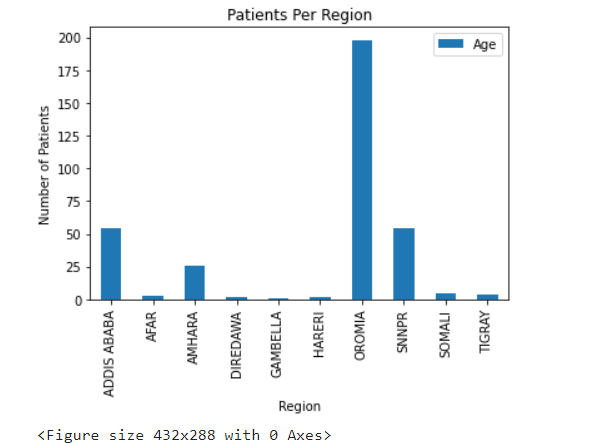 Patients Per Region
Age
Number of Patients
200
175
150
125
100
75
50
25
0
ADDIS ABABA
AFAR
AMHARA
DIREDAWA
GAMBELLA
HARERI
OROMIA
SNNPR
SOMALI
TIGRAY
Region
<Figure size 432x288 with 0 Axes>